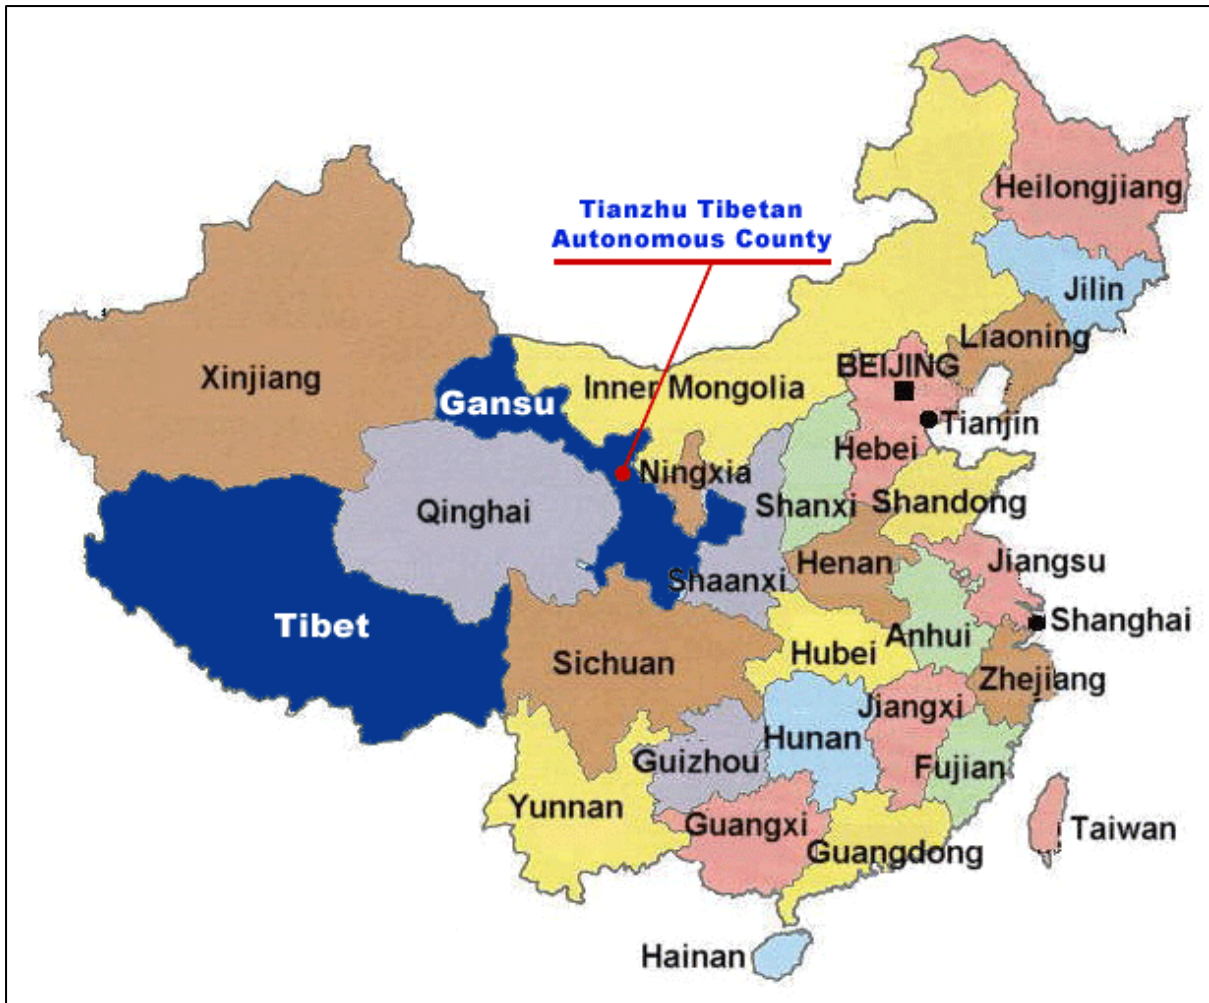 Heilongjiang
Tianzhu Tibetan
Autonomous County
Jilin
Liaoning
BEIJING
Xinjiang
Inner Mongolia
Gansu
Tianjin
Hebei
Ningxia
Shanxi
Shandong
Qinghai
Henan
Jiangsu
Shaanxi
Shanghai
Tibet
Anhui
Hubei
Sichuan
Zhejiang
Jiangxi
Hunan
Guizhou
Fujian
Yunnan
Guangxi
Taiwan
Guangdong
Hainan